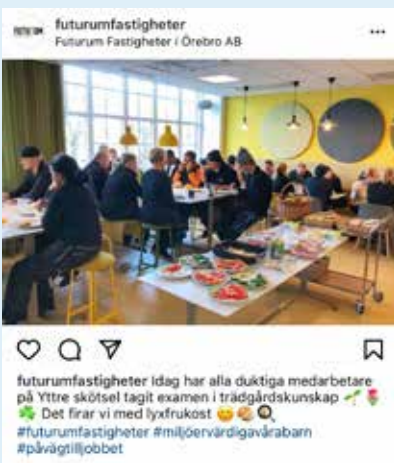 FUTURUM
futurumfastigheter
Futurum Fastigheter i Örebro AB
futurumfastigheter Idag har alla duktiga medarbetare
på Yttre skötsel tagit examen i trädgårdskunskap 🌱🌷
☘️ Det firar vi med lyxfrukost 😊🥐🍳
#futurumfastigheter #miljöervärdigavårabarn
#påvägtilljobbet